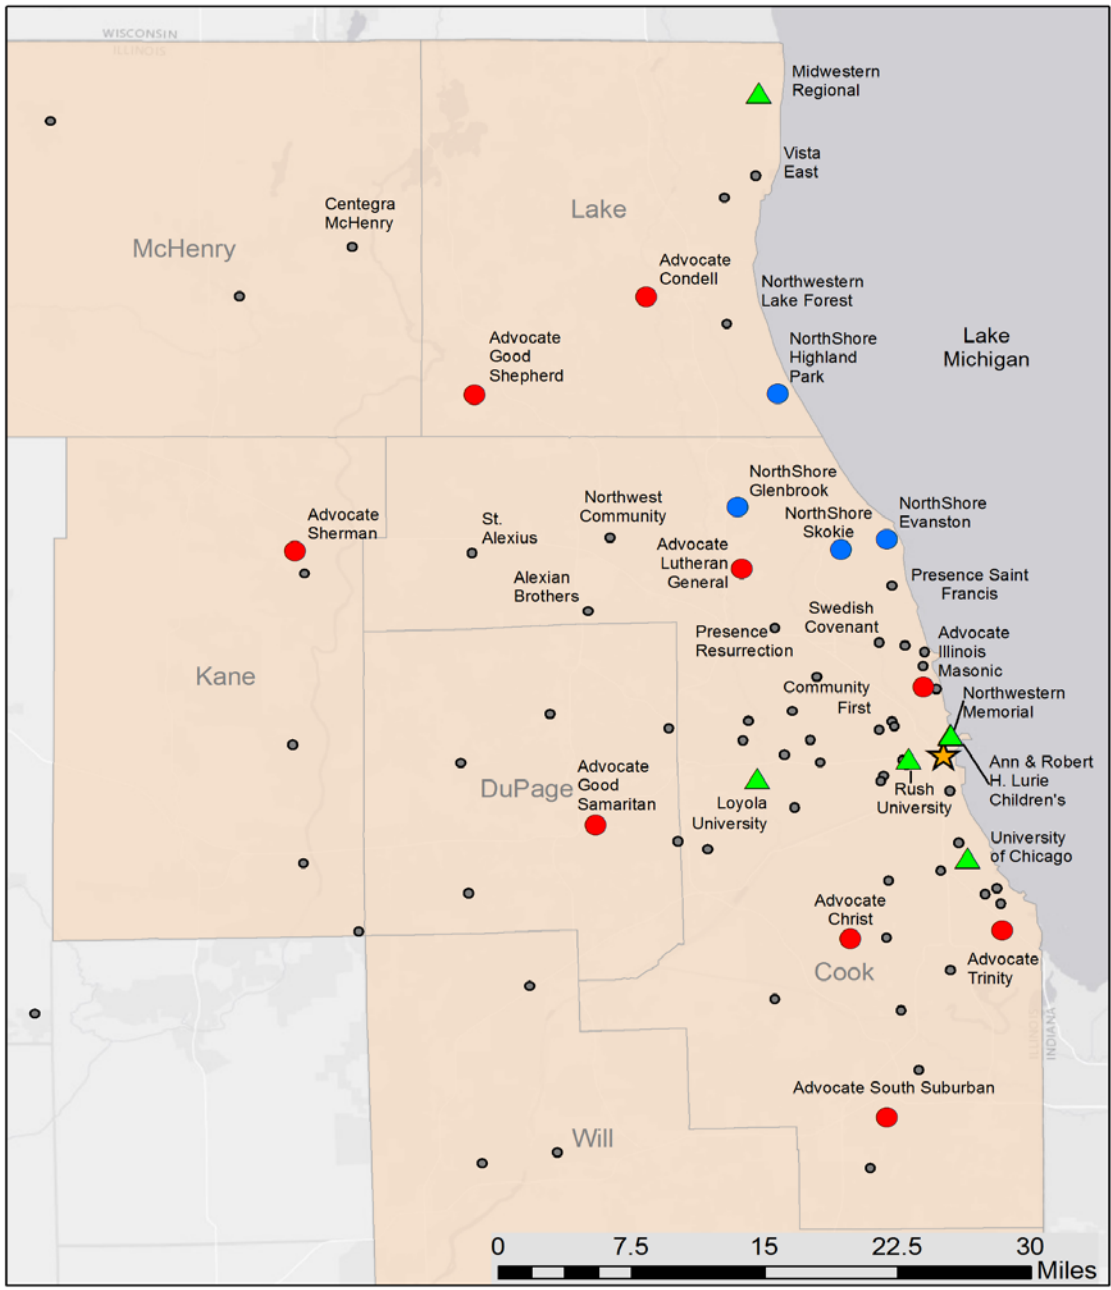 WISCONSIN
ILLINOIS
Midwestern
Regional
Vista
East
Centegra
McHenry
Lake
McHenry
Advocate
Condell
Northwestern
Lake Forest
Advocate
Good
Shepherd
NorthShore
Highland
Park
Lake
Michigan
NorthShore
Glenbrook
Northwest
Community
NorthShore
Skokie
NorthShore
Evanston
Advocate
Sherman
St.
Alexius
Advocate
Lutheran
General
Alexian
Brothers
Presence Saint
Francis
Swedish
Covenant
Presence
Resurrection
Advocate
Illinois
Masonic
Kane
Community
First
Northwestern
Memorial
Ann & Robert
H. Lurie
Children's
DuPage
Advocate
Good
Samaritan
Loyola
University
Rush
University
University
of Chicago
Advocate
Christ
Cook
Advocate
Trinity
ILLINOIS
INDIANA
Advocate South Suburban
Will
0 7.5 15 22.5 30
Miles